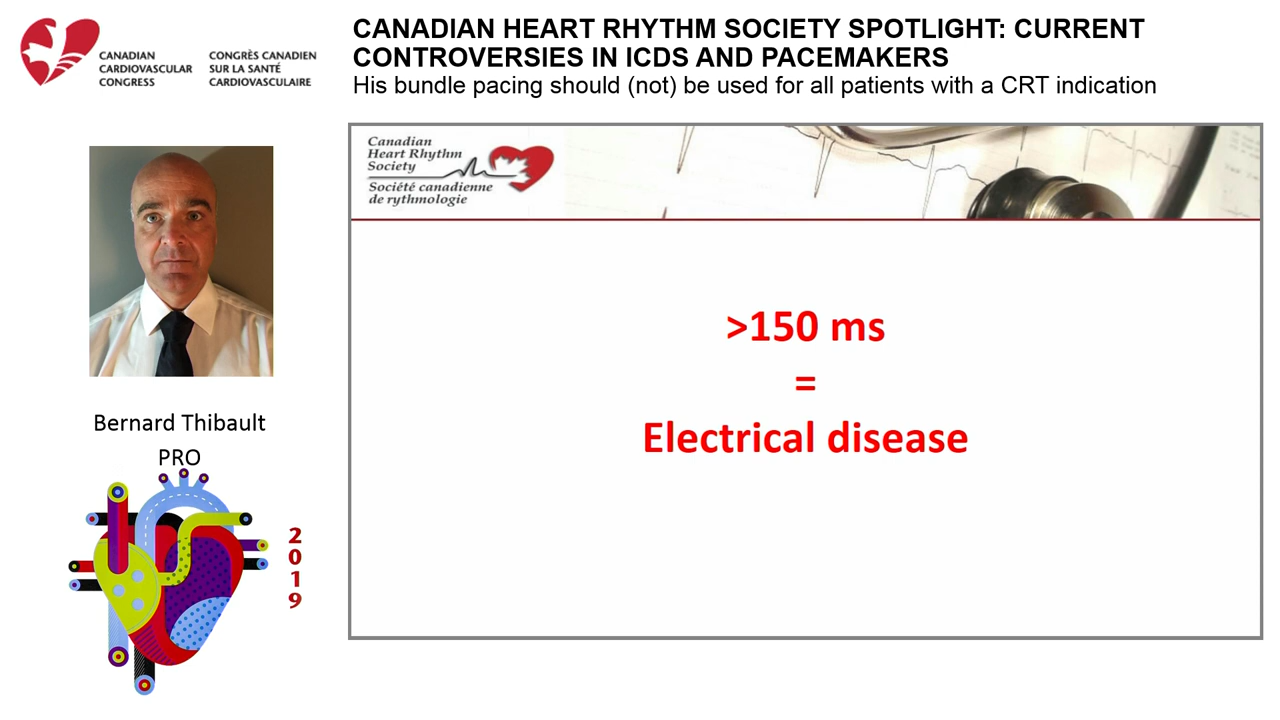 CANADIAN
CARDIOVASCULAR
CONGRESS
CONGRÈS CANADIEN
SUR LA SANTÉ
CARDIOVASCULAIRE
CANADIAN HEART RHYTHM SOCIETY SPOTLIGHT: CURRENT
CONTROVERSIES IN ICDS AND PACEMAKERS
His bundle pacing should (not) be used for all patients with a CRT indication
Canadian
Heart Rhythm
Society
Société canadienne
de rythmologie
>150 ms
=
Electrical disease
Bernard Thibault
PRO
2
0
1
9